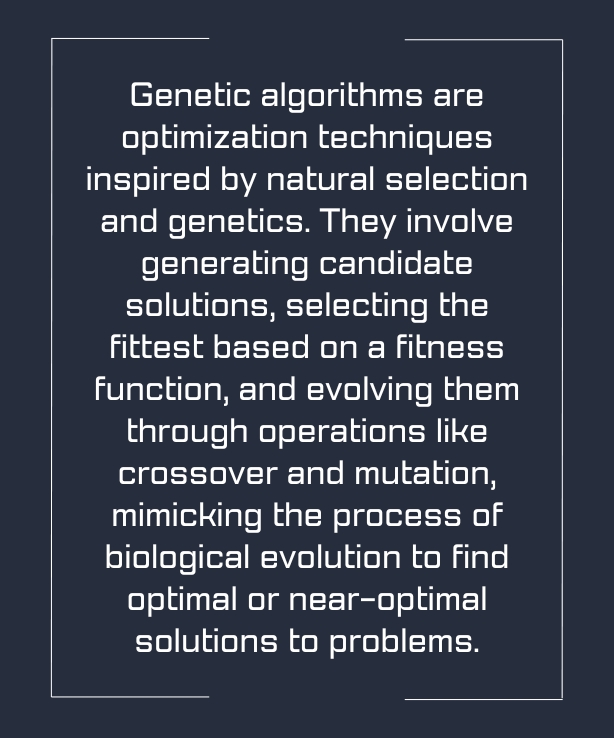 Genetic algorithms are
optimization techniques
inspired by natural selection
and genetics. They involve
generating candidate
solutions, selecting the
fittest based on a fitness
function, and evolving them
through operations like
crossover and mutation,
mimicking the process of
biological evolution to find
optimal or near-optimal
solutions to problems.